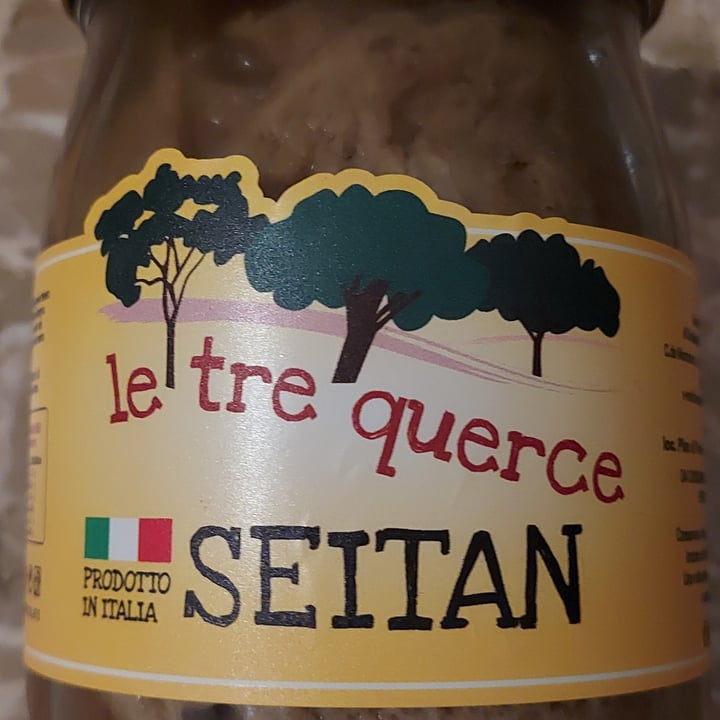 le tre querce
PRODOTTO
IN ITALIA
SEITAN